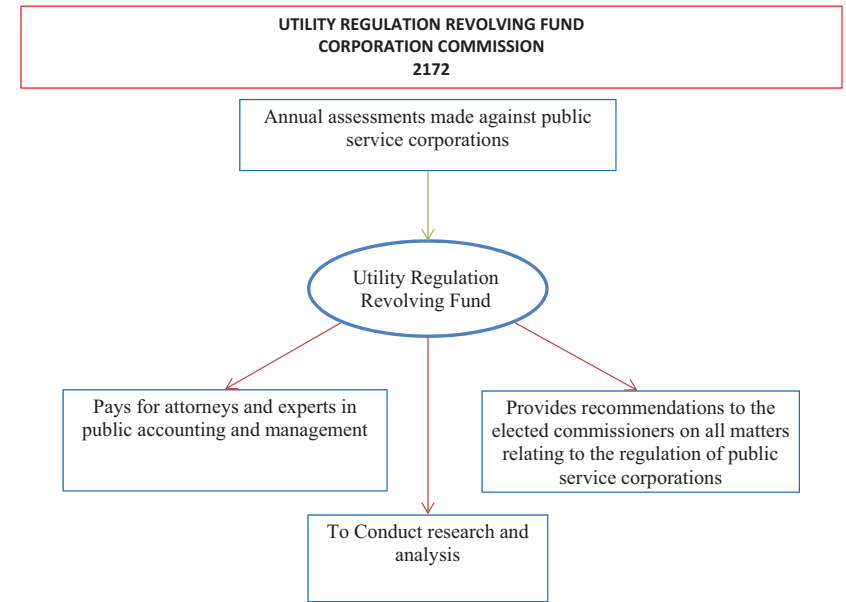 UTILITY REGULATION REVOLVING FUND
CORPORATION COMMISSION
2172
Annual assessments made against public
service corporations
Utility Regulation
Revolving Fund
Pays for attorneys and experts in
public accounting and management
Provides recommendations to the
elected commissioners on all matters
relating to the regulation of public
service corporations
To Conduct research and
analysis